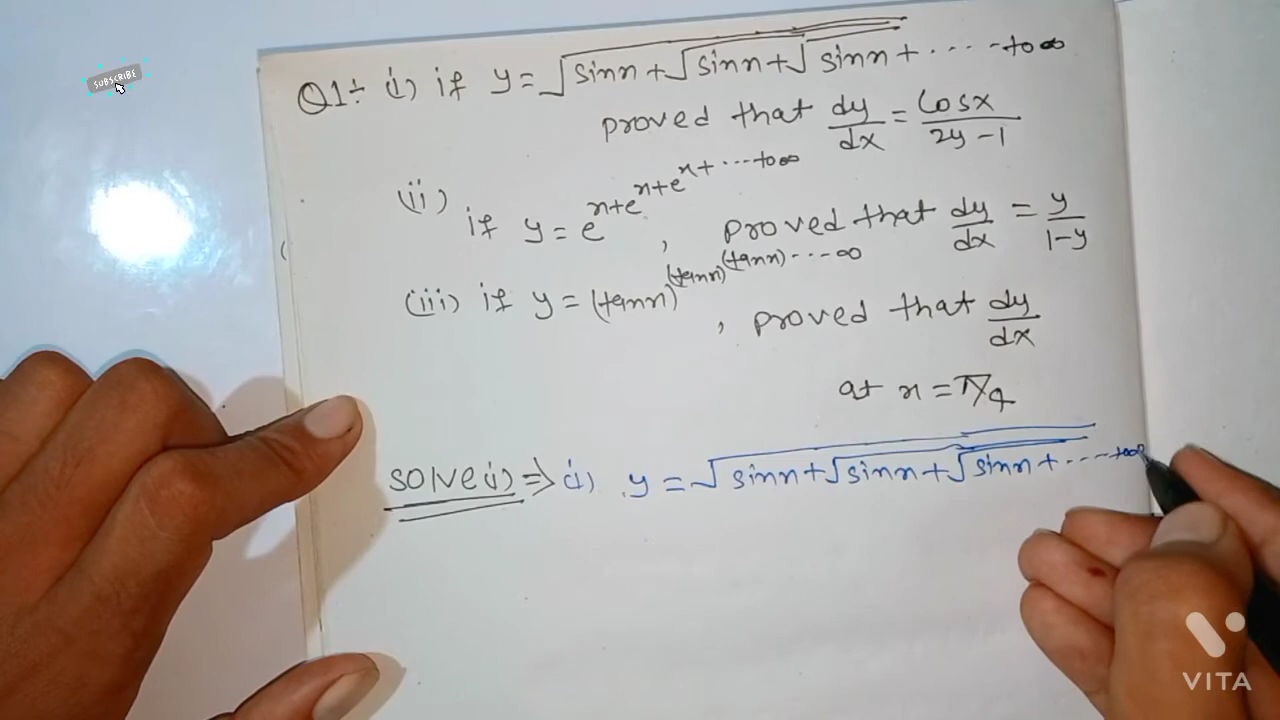 SUBSCRIBE
Q1÷ (i) if y = √sinx + √sinx + √sinx + ... - to ∞
proved that dy/dx = cosx/2y - 1
(ii) if y = e^x+e^x+e^x+ ... to ∞, proved that dy/dx = y/1-y
(iii) if y = (tanx)^(tanx)^(tanx) ... ∞, proved that dy/dx
at x = π/4
SOLVE(i) ⇒ (i) y = √sinx + √sinx + √sinx + ... to ∞
VITA